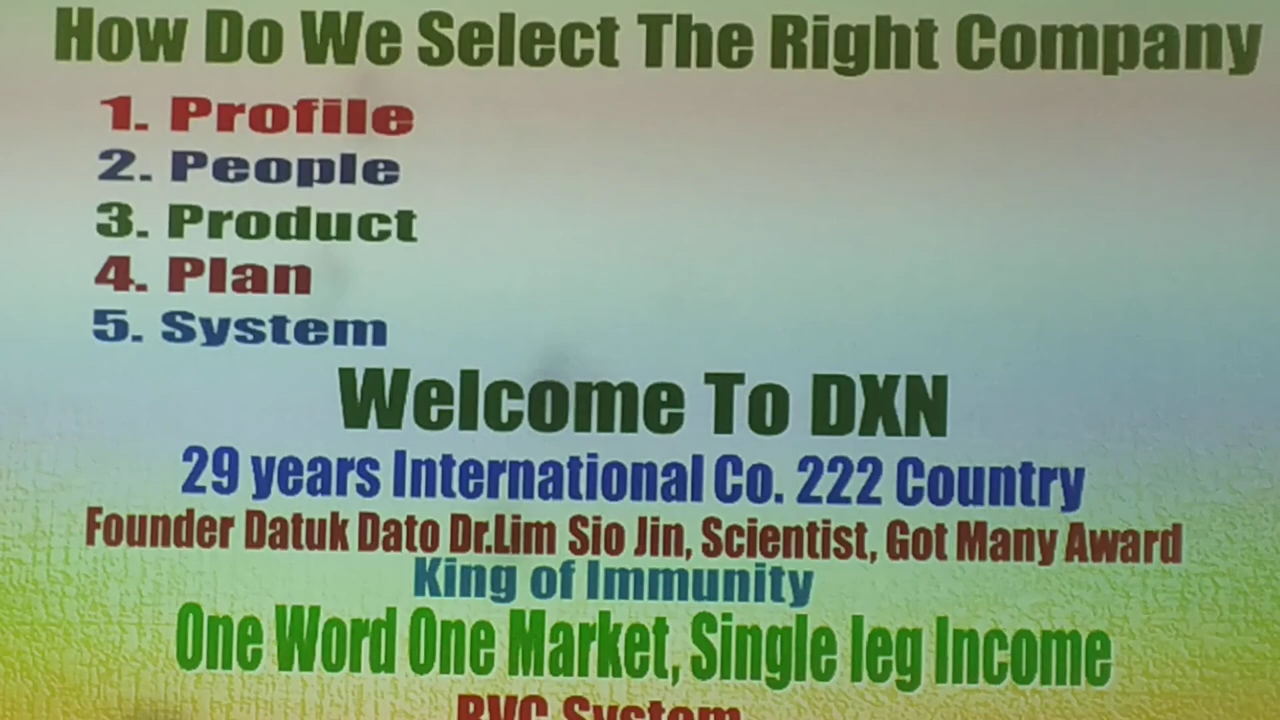 How Do We Select The Right Company
1. Profile
2. People
3. Product
4. Plan
5. System
Welcome To DXN
29 years International Co. 222 Country
Founder Datuk Dato Dr.Lim Sio Jin, Scientist, Got Many Award
King of Immunity
One Word One Market, Single leg Income
System